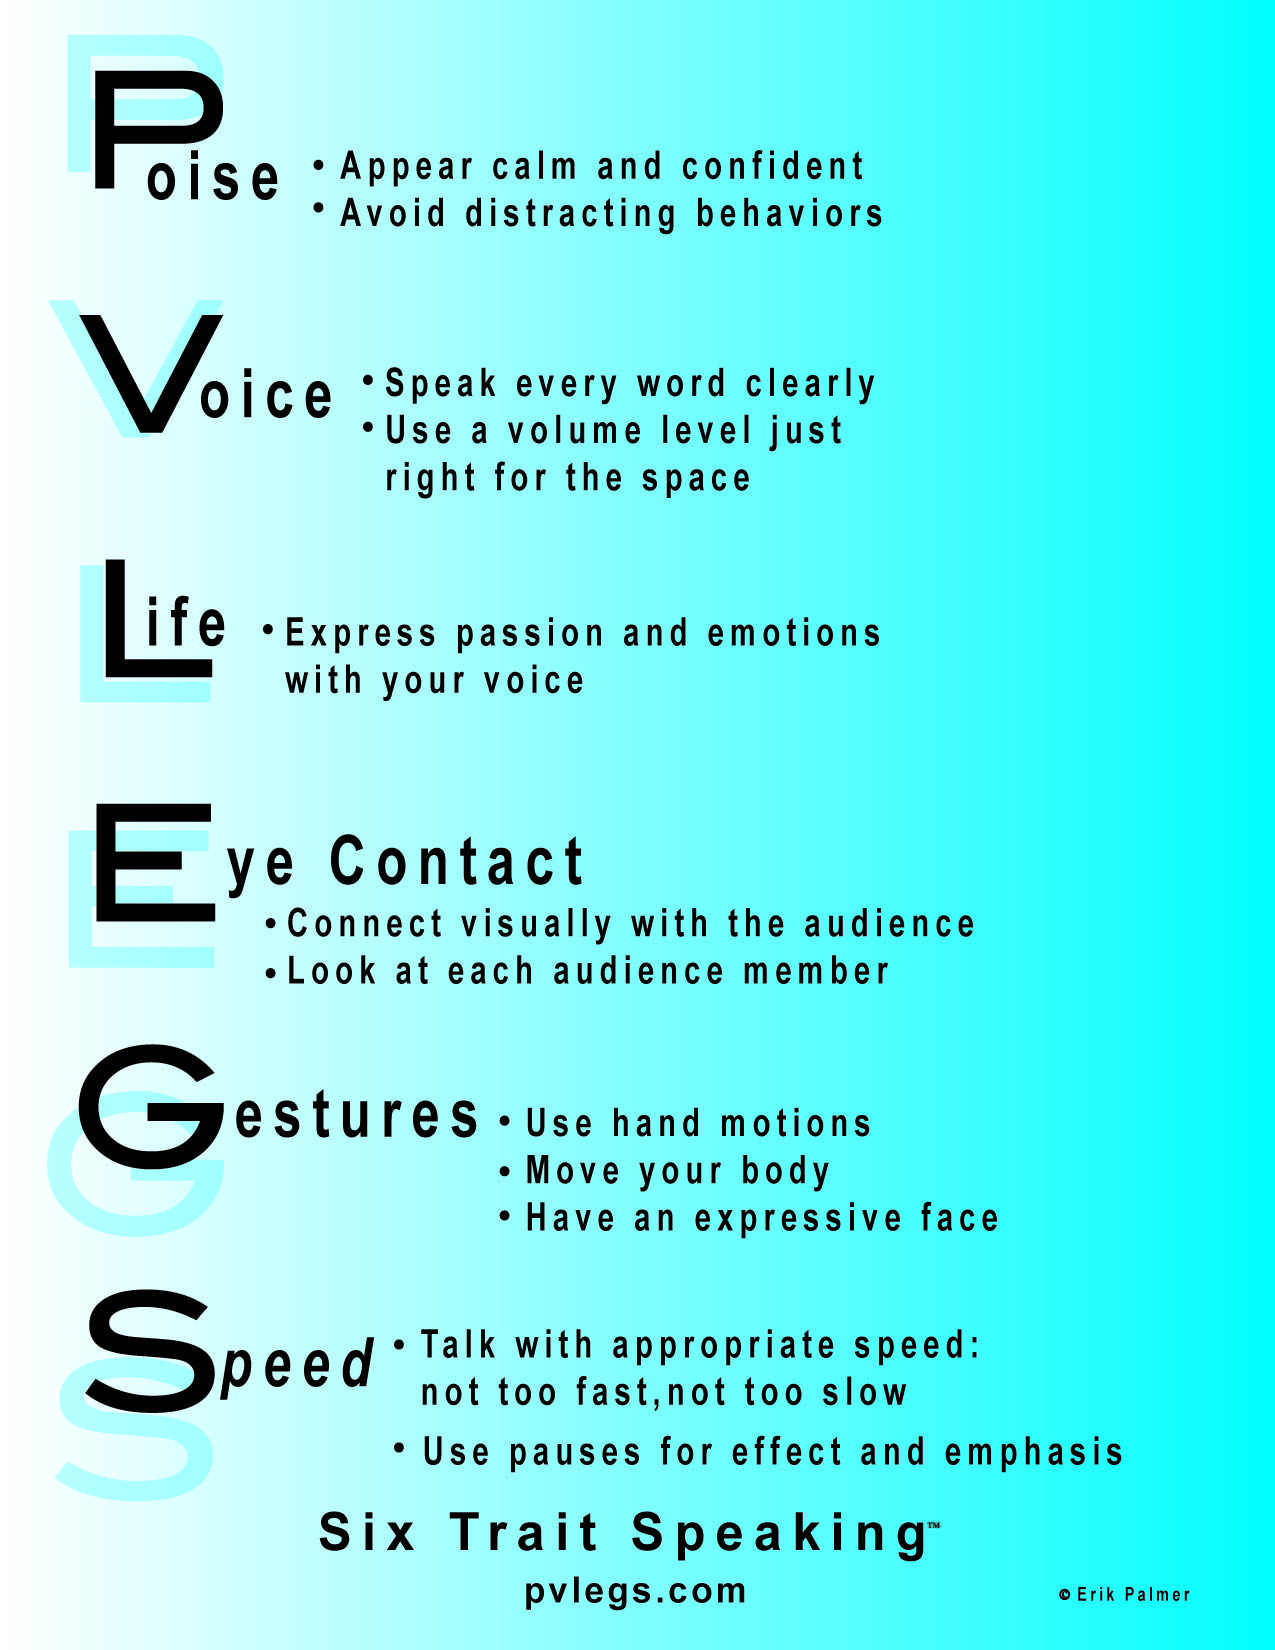 Poise
• Appear calm and confident
• Avoid distracting behaviors
Voice
• Speak every word clearly
• Use a volume level just
right for the space
Life
• Express passion and emotions
with your voice
Eye Contact
• Connect visually with the audience
• Look at each audience member
Gestures
• Use hand motions
• Move your body
• Have an expressive face
Speed
• Talk with appropriate speed:
not too fast,not too slow
• Use pauses for effect and emphasis
Six Trait Speaking™
pvlegs.com
© Erik Palmer